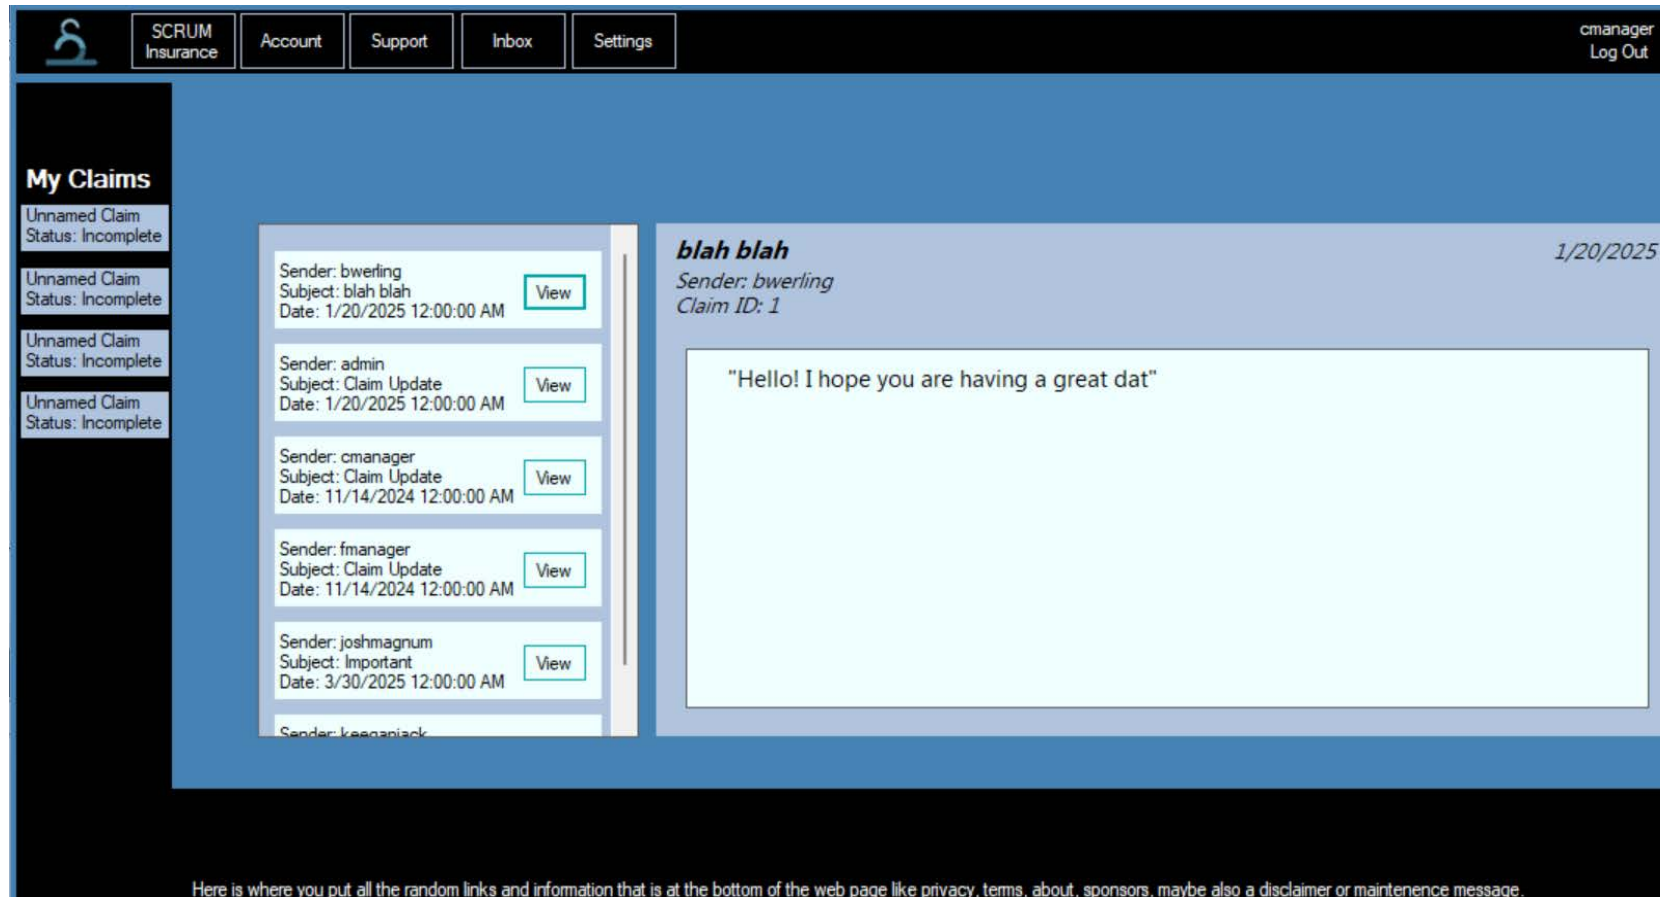 SCRUM
Insurance
Account
Support
Inbox
Settings
cmanager
Log Out
My Claims
Unnamed Claim
Status: Incomplete
Unnamed Claim
Status: Incomplete
Unnamed Claim
Status: Incomplete
Unnamed Claim
Status: Incomplete
Sender: bwerling
Subject: blah blah
Date: 1/20/2025 12:00:00 AM
View
Sender: admin
Subject: Claim Update
Date: 1/20/2025 12:00:00 AM
View
Sender: cmanager
Subject: Claim Update
Date: 11/14/2024 12:00:00 AM
View
Sender: fmanager
Subject: Claim Update
Date: 11/14/2024 12:00:00 AM
View
Sender: joshmagnum
Subject: Important
Date: 3/30/2025 12:00:00 AM
View
Sender: keeganjack
blah blah
1/20/2025
Sender: bwerling
Claim ID: 1
"Hello! I hope you are having a great dat"
Here is where you put all the random links and information that is at the bottom of the web page like privacy, terms, about, sponsors, maybe also a disclaimer or maintenence message.